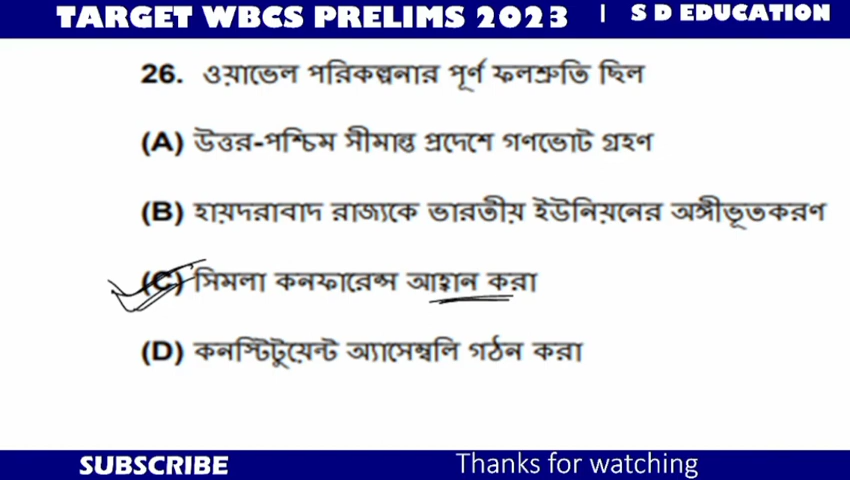 TARGET WBCS PRELIMS 2023 | S D EDUCATION
26. ওয়াভেল পরিকল্পনার পূর্ণ ফলশ্রুতি ছিল
(A) উত্তর-পশ্চিম সীমান্ত প্রদেশে গণভোট গ্রহণ
(B) হায়দরাবাদ রাজ্যকে ভারতীয় ইউনিয়নের অঙ্গীভূতকরণ
(C) সিমলা কনফারেন্স আহ্বান করা
(D) কনস্টিটুয়েন্ট অ্যাসেম্বলি গঠন করা
SUBSCRIBE Thanks for watching